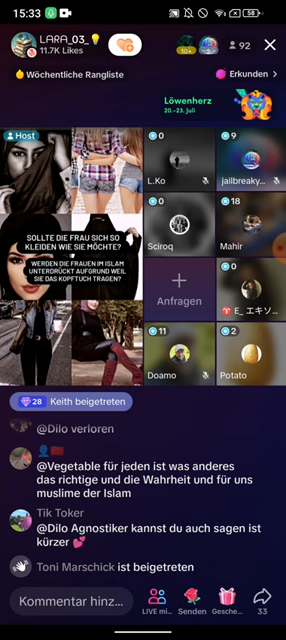 15:33
58
LARA_03_💡
11.7K Likes
10+
92
Wöchentliche Rangliste
Erkunden >
Löwenherz
20.–23. Juli
Host
0
L.Ko
9
jailbreaky...
SOLLTE DIE FRAU SICH SO
KLEIDEN WIE SIE MÖCHTE?
WERDEN DIE FRAUEN IM ISLAM
UNTERDRÜCKT AUFGRUND WEIL
SIE DAS KOPFTUCH TRAGEN?
0
Sciroq
18
Mahir
+
Anfragen
0
♈ E_ エキソ...
11
Doamo
2
Potato
28 Keith beigetreten
@Dilo verloren
@Vegetable für jeden ist was anderes
das richtige und die Wahrheit und für uns
muslime der Islam
Tik Toker
@Dilo Agnostiker kannst du auch sagen ist
kürzer 💕
Toni Marschick ist beigetreten
Kommentar hinz...
LIVE mi...
Senden
Gesche...
33